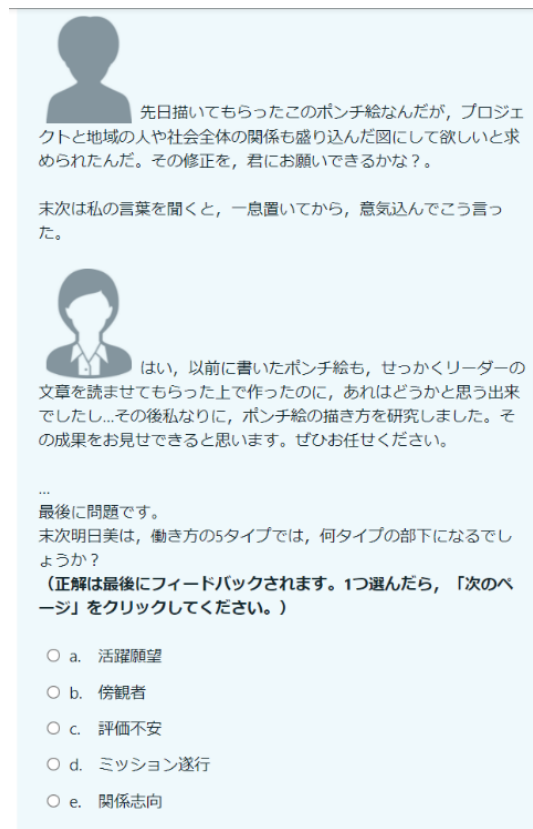 先日描いてもらったこのポンチ絵なんだが，プロジェ
クトと地域の人や社会全体の関係も盛り込んだ図にして欲しいと求
められたんだ。その修正を，君にお願いできるかな？。
末次は私の言葉を聞くと，一息置いてから，意気込んでこう言っ
た。
はい，以前に書いたポンチ絵も，せっかくリーダーの
文章を読ませてもらった上で作ったのに，あれはどうかと思う出来
でしたし...その後私なりに，ポンチ絵の描き方を研究しました。そ
の成果をお見せできると思います。ぜひお任せください。
...
最後に問題です。
末次明日美は，働き方の5タイプでは，何タイプの部下になるでし
ょうか？
（正解は最後にフィードバックされます。1つ選んだら，「次のペ
ージ」をクリックしてください。）
a. 活躍願望
b. 傍観者
c. 評価不安
d. ミッション遂行
e. 関係志向